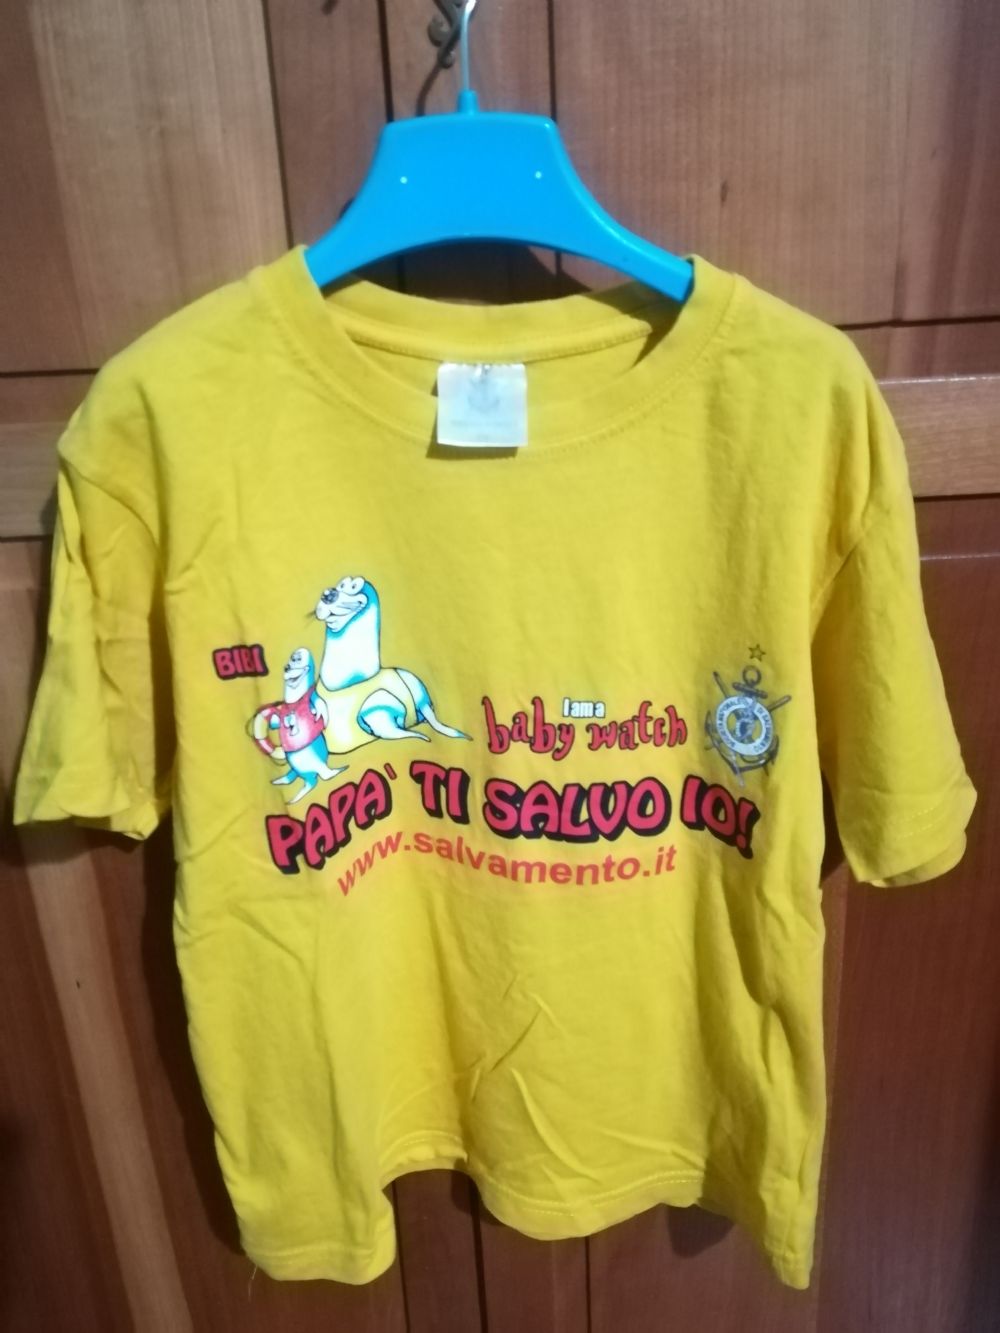 BIBI
I am a
baby watch
PAPA` TI SALVO IO!
www.salvamento.it